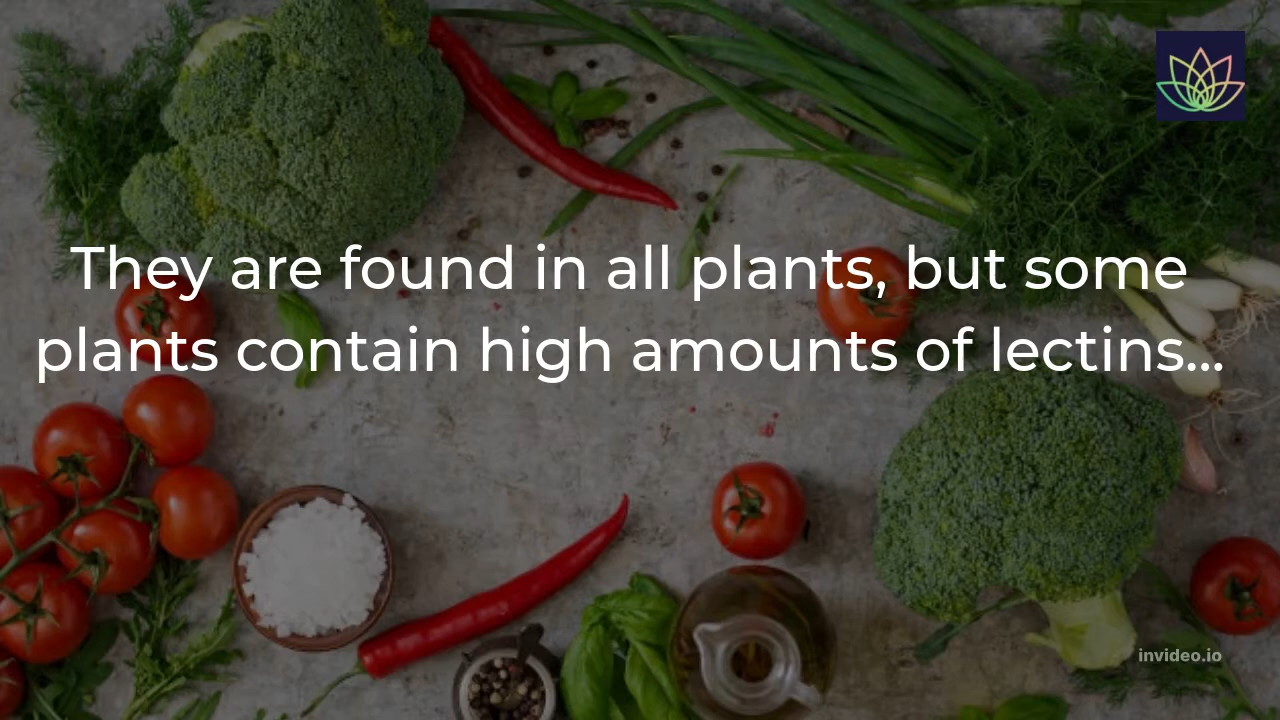 They are found in all plants, but some
plants contain high amounts of lectins...
invideo.io